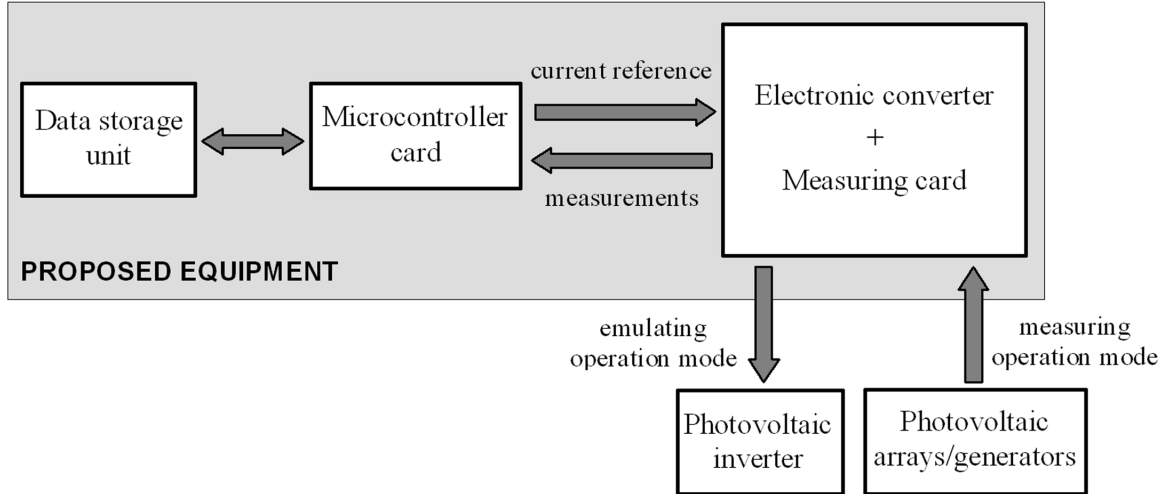 Data storage
unit
Microcontroller
card
current reference
measurements
Electronic converter
+
Measuring card
PROPOSED EQUIPMENT
emulating
operation mode
measuring
operation mode
Photovoltaic
inverter
Photovoltaic
arrays/generators